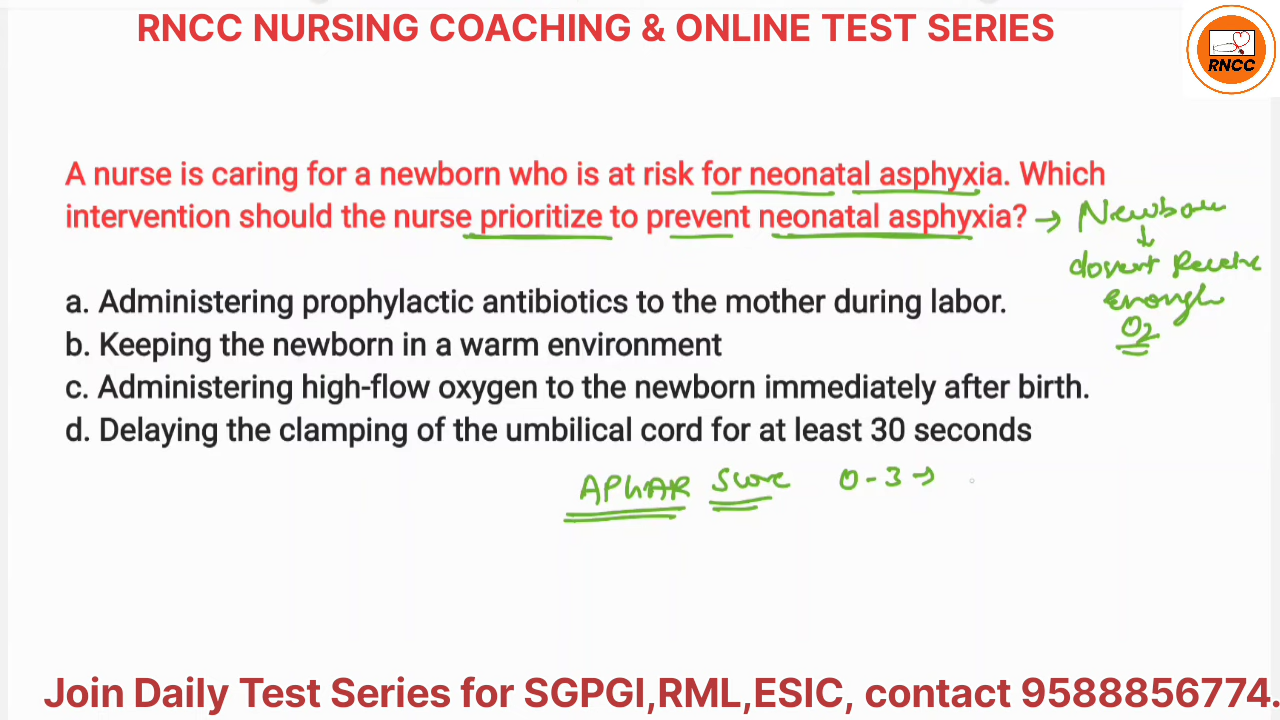 RNCC NURSING COACHING & ONLINE TEST SERIES
RNCC
A nurse is caring for a newborn who is at risk for neonatal asphyxia. Which
intervention should the nurse prioritize to prevent neonatal asphyxia? → Newborn
↓
Receive
enough
O2
a. Administering prophylactic antibiotics to the mother during labor.
b. Keeping the newborn in a warm environment
c. Administering high-flow oxygen to the newborn immediately after birth.
d. Delaying the clamping of the umbilical cord for at least 30 seconds
Score 0-3 →
Join Daily Test Series for SGPGI,RML,ESIC, contact 9588856774.